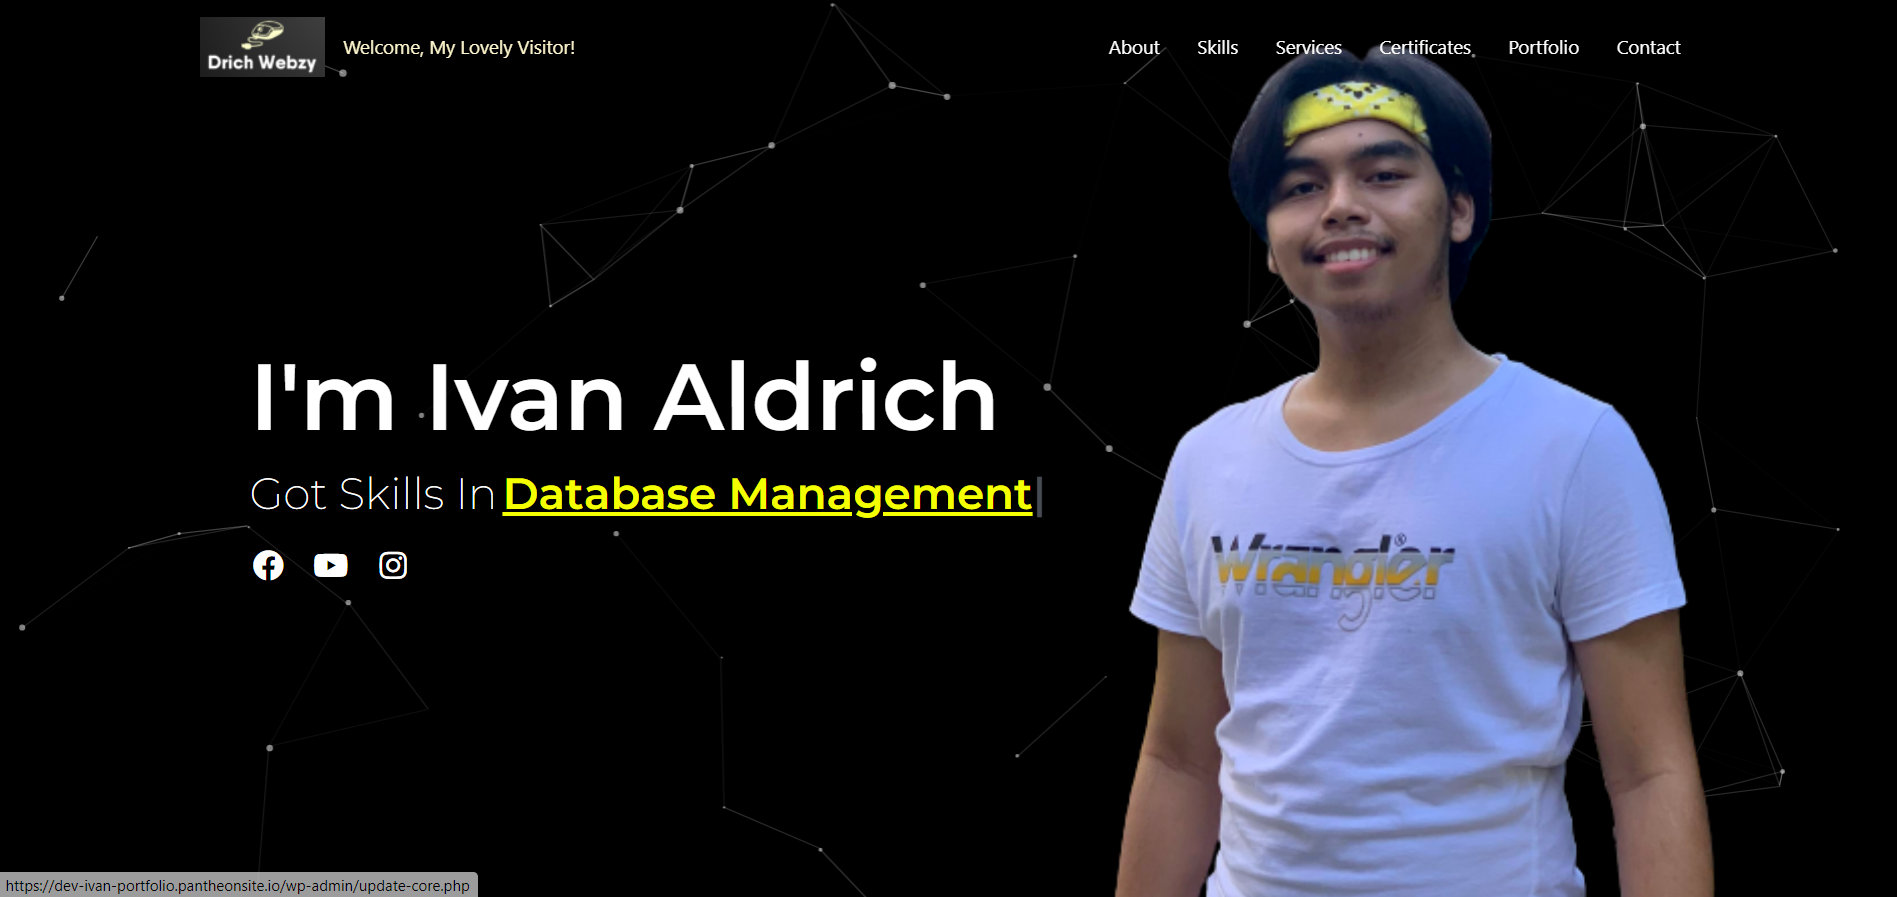 Drich Webzy
Welcome, My Lovely Visitor!
About
Skills
Services
Certificates
Portfolio
Contact
I'm Ivan Aldrich
Got Skills In Database Management|
Wrangler®
https://dev-ivan-portfolio.pantheonsite.io/wp-admin/update-core.php